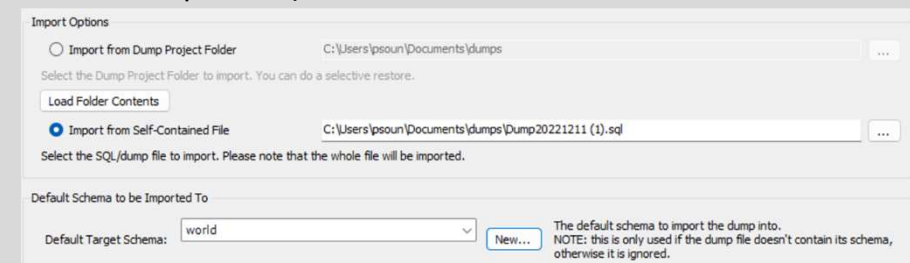 Import Options
Import from Dump Project Folder C:\Users\psoun\Documents\dumps ...
Select the Dump Project Folder to import. You can do a selective restore.
Load Folder Contents
Import from Self-Contained File C:\Users\psoun\Documents\dumps\Dump20221211 (1).sql ...
Select the SQL/dump file to import. Please note that the whole file will be imported.
Default Schema to be Imported To
Default Target Schema: world New... The default schema to import the dump into.
NOTE: this is only used if the dump file doesn't contain its schema,
otherwise it is ignored.